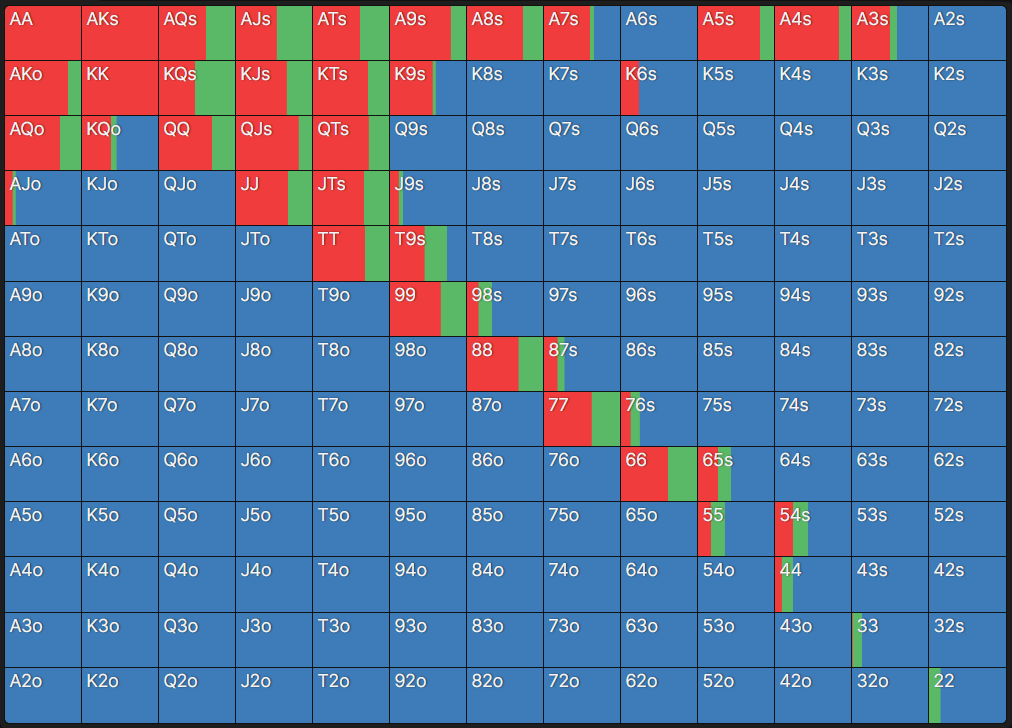 AA AKs AQs AJs ATs A9s A8s A7s A6s A5s A4s A3s A2s
AKo KK KQs KJs KTs K9s K8s K7s K6s K5s K4s K3s K2s
AQo KQo QQ QJs QTs Q9s Q8s Q7s Q6s Q5s Q4s Q3s Q2s
AJo KJo QJo JJ JTs J9s J8s J7s J6s J5s J4s J3s J2s
ATo KTo QTo JTo TT T9s T8s T7s T6s T5s T4s T3s T2s
A9o K9o Q9o J9o T9o 99 98s 97s 96s 95s 94s 93s 92s
A8o K8o Q8o J8o T8o 98o 88 87s 86s 85s 84s 83s 82s
A7o K7o Q7o J7o T7o 97o 87o 77 76s 75s 74s 73s 72s
A6o K6o Q6o J6o T6o 96o 86o 76o 66 65s 64s 63s 62s
A5o K5o Q5o J5o T5o 95o 85o 75o 65o 55 54s 53s 52s
A4o K4o Q4o J4o T4o 94o 84o 74o 64o 54o 44 43s 42s
A3o K3o Q3o J3o T3o 93o 83o 73o 63o 53o 43o 33 32s
A2o K2o Q2o J2o T2o 92o 82o 72o 62o 52o 42o 32o 22